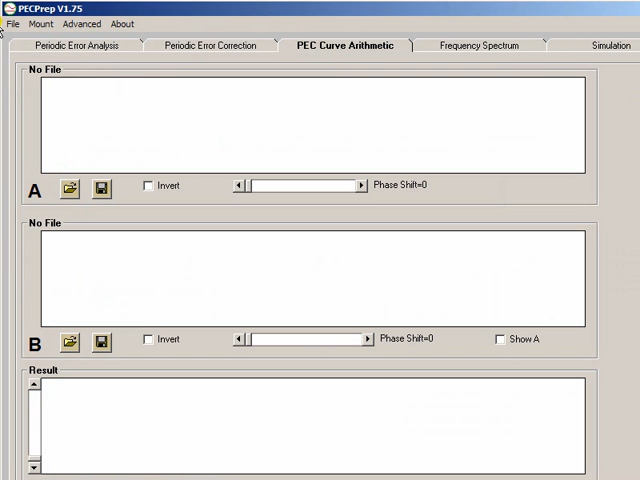 PECPrep V1.75
File Mount Advanced About
Periodic Error Analysis Periodic Error Correction PEC Curve Arithmetic Frequency Spectrum Simulation
No File
A Invert Phase Shift=0
No File
B Invert Phase Shift=0 Show A
Result